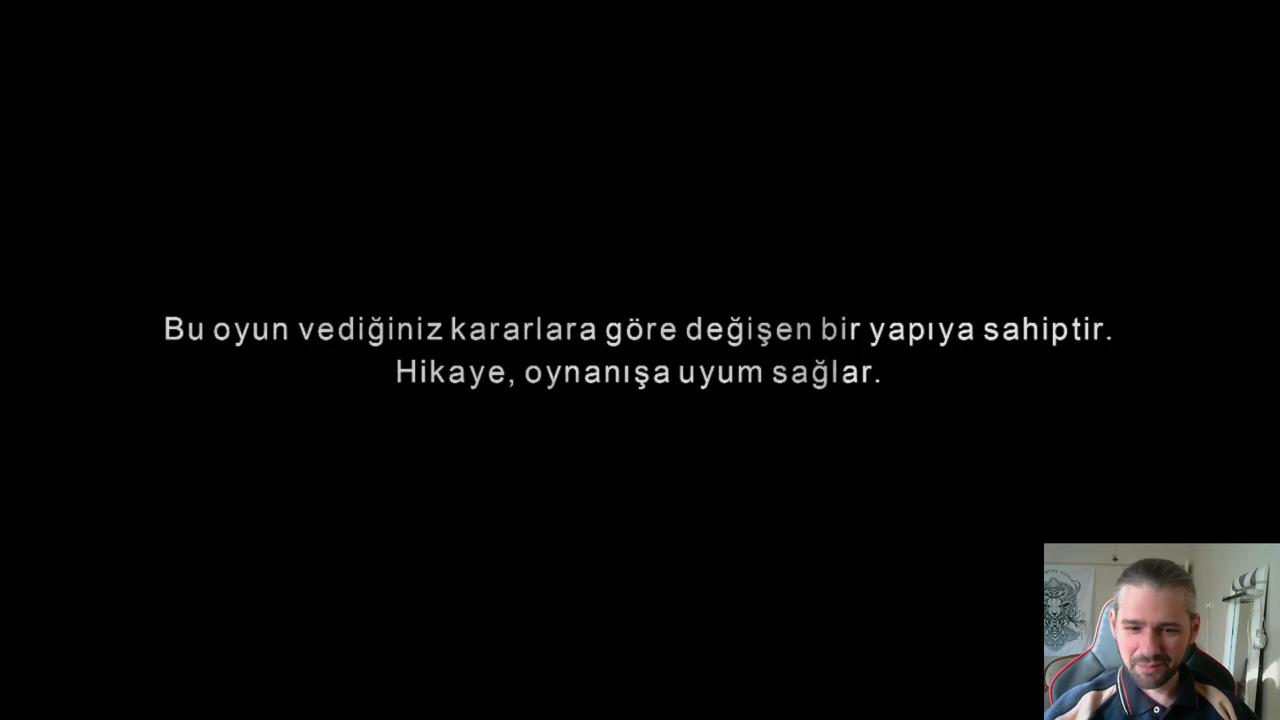 Bu oyun vediğiniz kararlara göre değişen bir yapıya sahiptir.
Hikaye, oynanışa uyum sağlar.